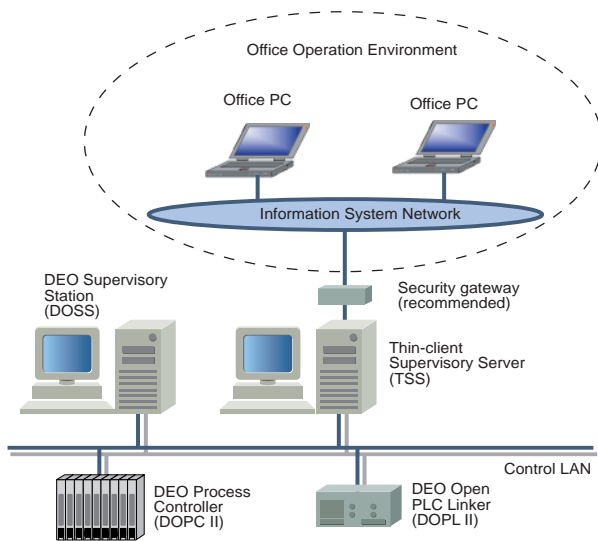 Office Operation Environment
Office PC
Office PC
Information System Network
DEO Supervisory
Station
(DOSS)
Security gateway
(recommended)
Thin-client
Supervisory Server
(TSS)
Control LAN
DEO Process
Controller
(DOPC II)
DEO Open
PLC Linker
(DOPL II)